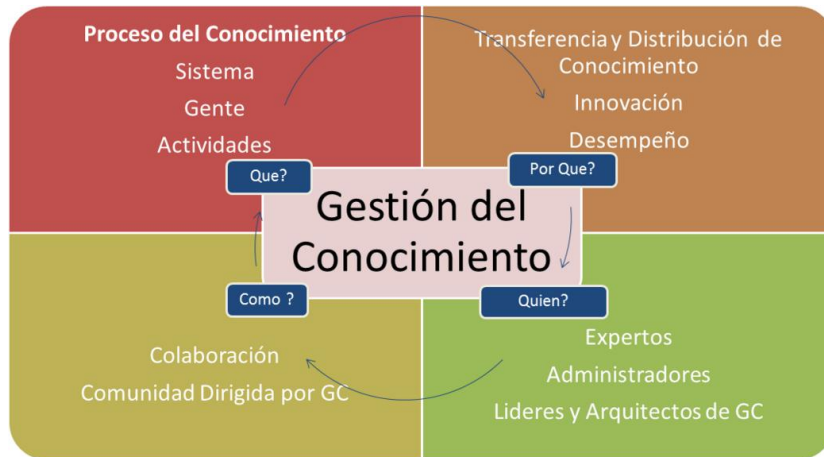 Proceso del Conocimiento
Sistema
Gente
Actividades
Que?
Transferencia y Distribución de
Conocimiento
Innovación
Desempeño
Por Que?
Gestión del
Conocimiento
Como ?
Colaboración
Comunidad Dirigida por GC
Quien?
Expertos
Administradores
Lideres y Arquitectos de GC